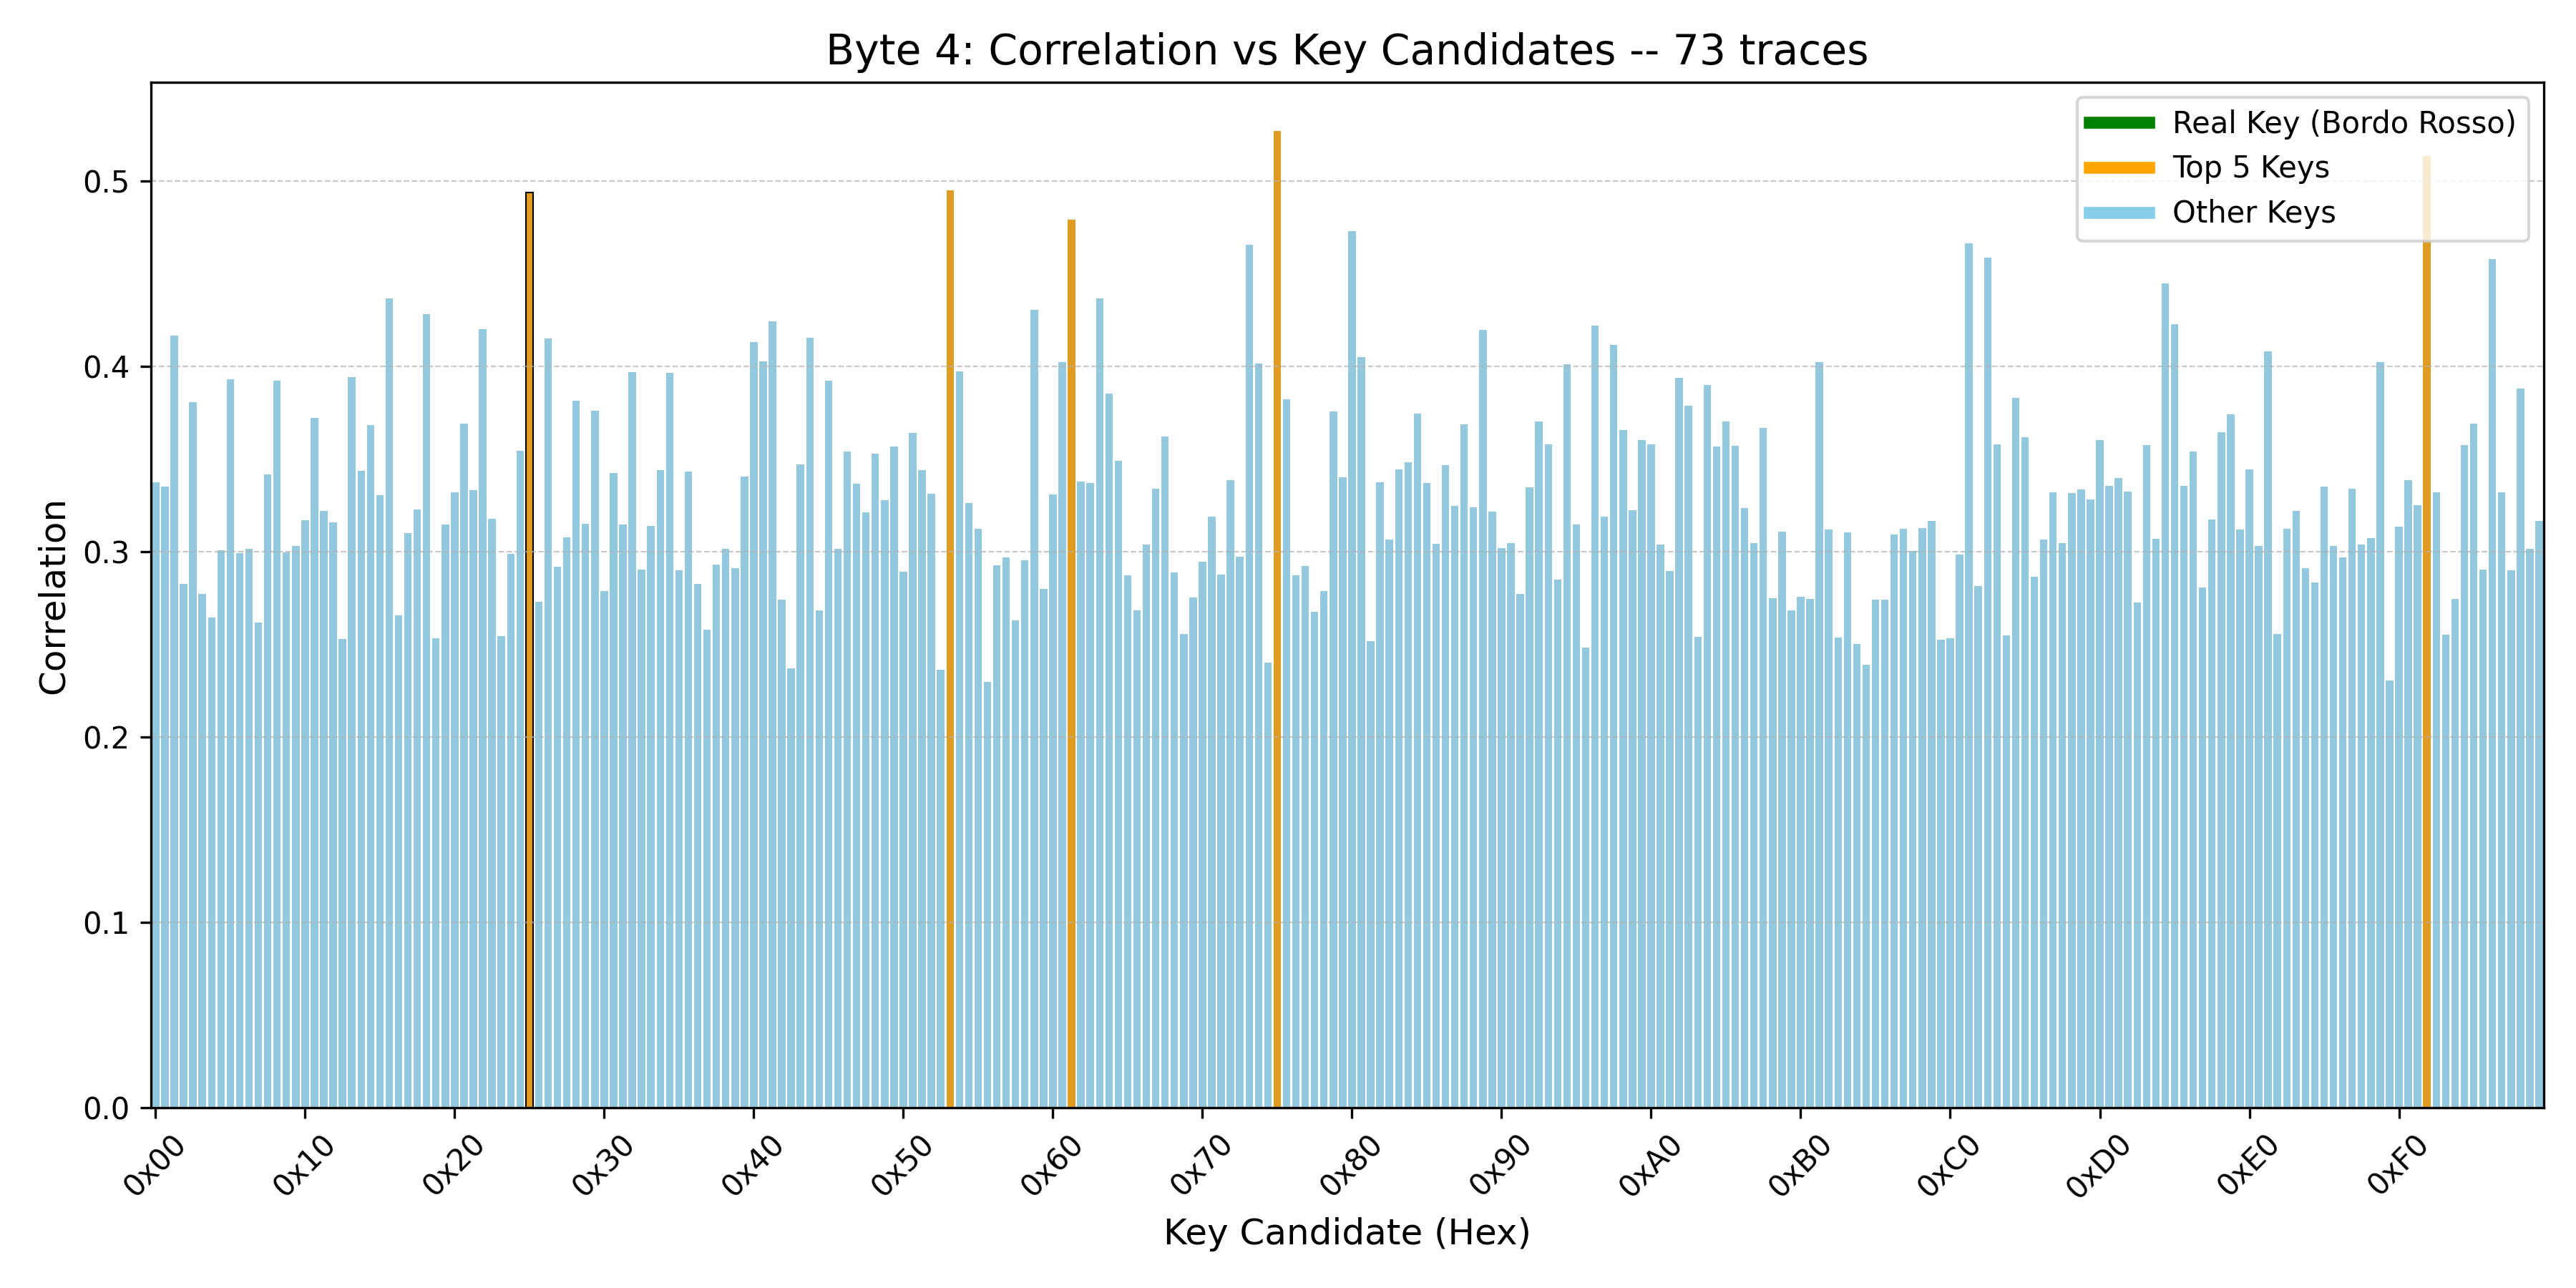 Byte 4: Correlation vs Key Candidates -- 73 traces
Real Key (Bordo Rosso)
Top 5 Keys
Other Keys
Correlation
0.5
0.4
0.3
0.2
0.1
0.0
0x00 0x10 0x20 0x30 0x40 0x50 0x60 0x70 0x80 0x90 0xA0 0xB0 0xC0 0xD0 0xE0 0xF0
Key Candidate (Hex)